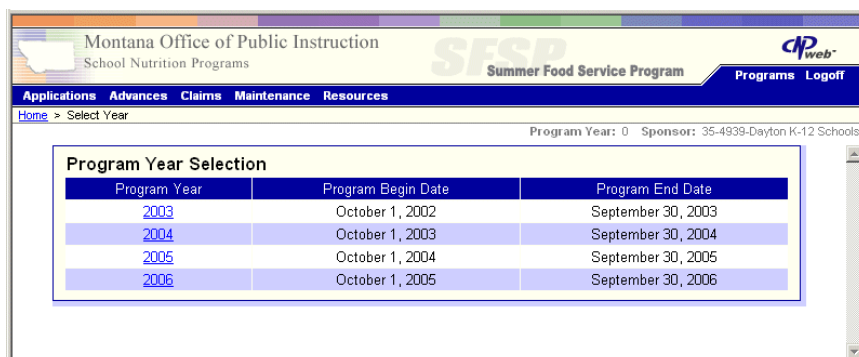 Montana Office of Public Instruction
School Nutrition Programs
SFSP
Summer Food Service Program
CNPweb
Programs Logoff
Applications Advances Claims Maintenance Resources
Home > Select Year
Program Year: 0 Sponsor: 35-4939-Dayton K-12 Schools
Program Year Selection
Program Year Program Begin Date Program End Date
2003 October 1, 2002 September 30, 2003
2004 October 1, 2003 September 30, 2004
2005 October 1, 2004 September 30, 2005
2006 October 1, 2005 September 30, 2006